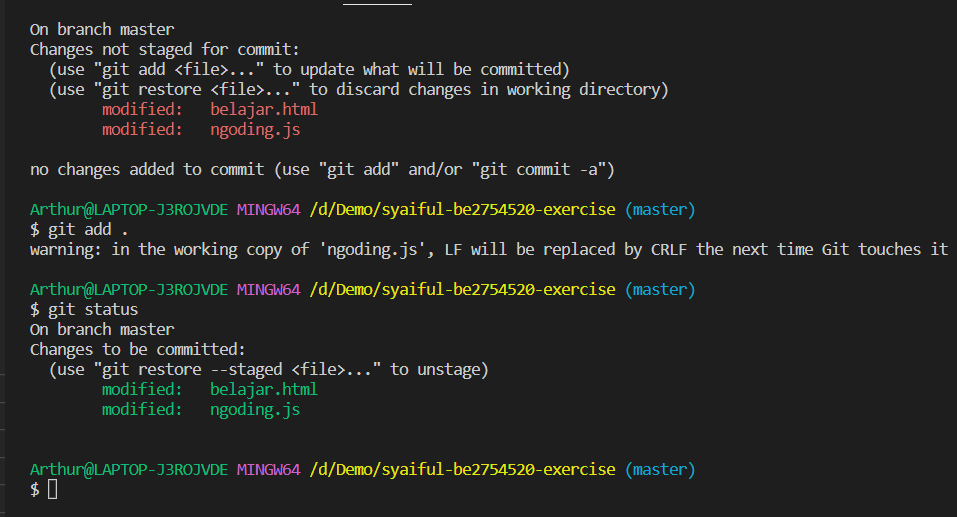 On branch master
Changes not staged for commit:
  (use "git add <file>..." to update what will be committed)
  (use "git restore <file>..." to discard changes in working directory)
        modified:   belajar.html
        modified:   ngoding.js

no changes added to commit (use "git add" and/or "git commit -a")

Arthur@LAPTOP-J3ROJVDE MINGW64 /d/Demo/syaiful-be2754520-exercise (master)
$ git add .
warning: in the working copy of 'ngoding.js', LF will be replaced by CRLF the next time Git touches it

Arthur@LAPTOP-J3ROJVDE MINGW64 /d/Demo/syaiful-be2754520-exercise (master)
$ git status
On branch master
Changes to be committed:
  (use "git restore --staged <file>..." to unstage)
        modified:   belajar.html
        modified:   ngoding.js


Arthur@LAPTOP-J3ROJVDE MINGW64 /d/Demo/syaiful-be2754520-exercise (master)
$